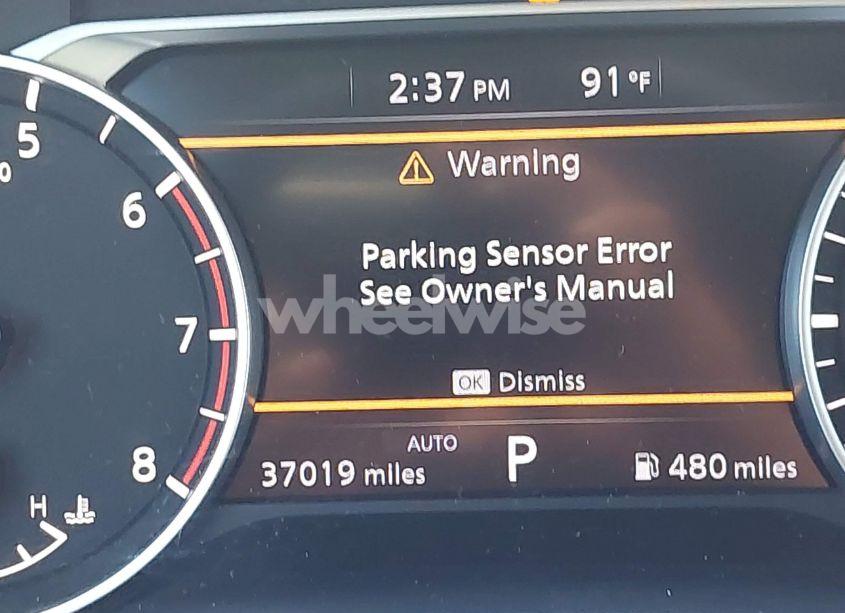 2:37 PM 91°F
5
6
7
8
H
⚠ Warning
Parking Sensor Error
See Owner's Manual
wheelwise
OK Dismiss
AUTO
P
37019 miles
480 miles